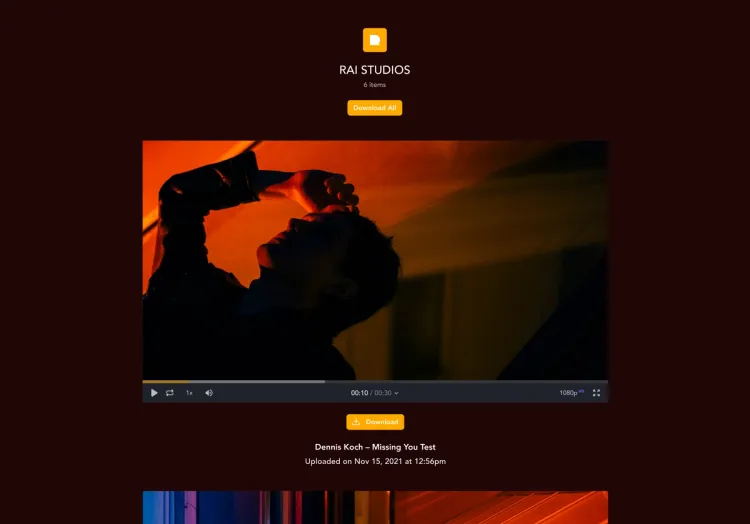 RAI STUDIOS
6 items
Download All
1x
00:10 / 00:30
1080p HD
Download
Dennis Koch – Missing You Test
Uploaded on Nov 15, 2021 at 12:56pm